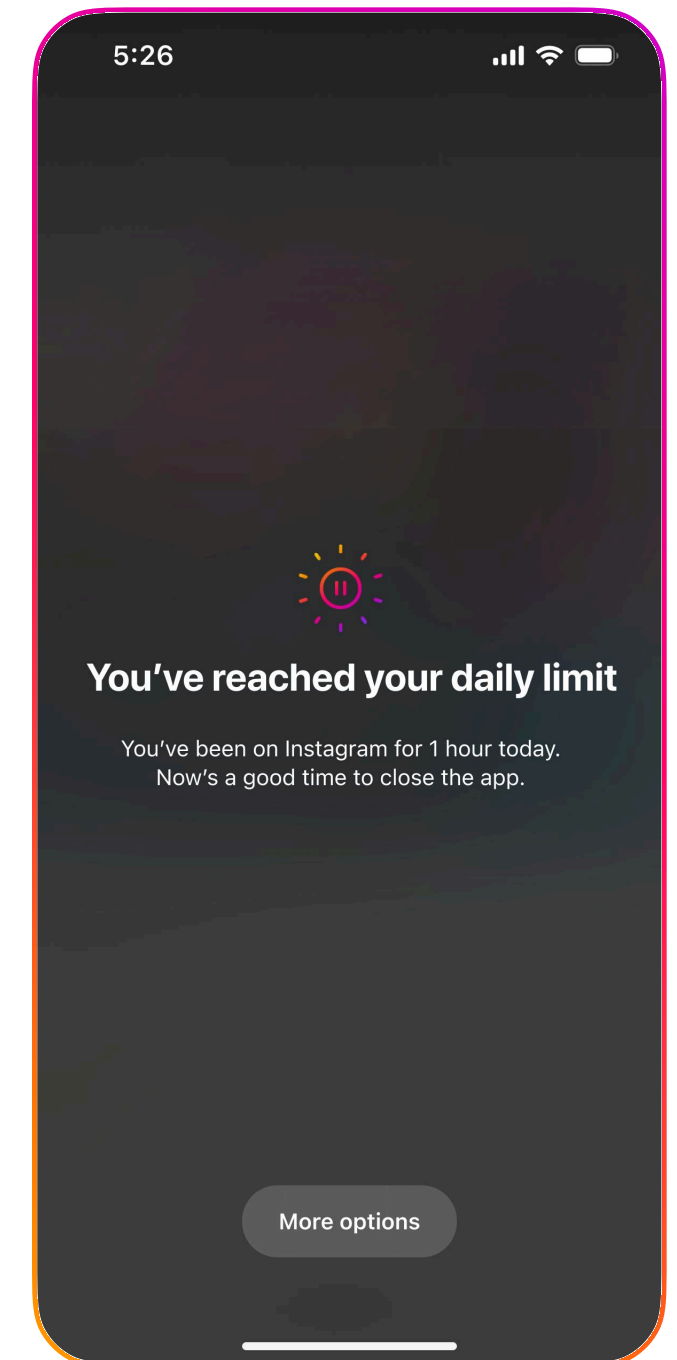 5:26
You’ve reached your daily limit
You’ve been on Instagram for 1 hour today.
Now’s a good time to close the app.
More options